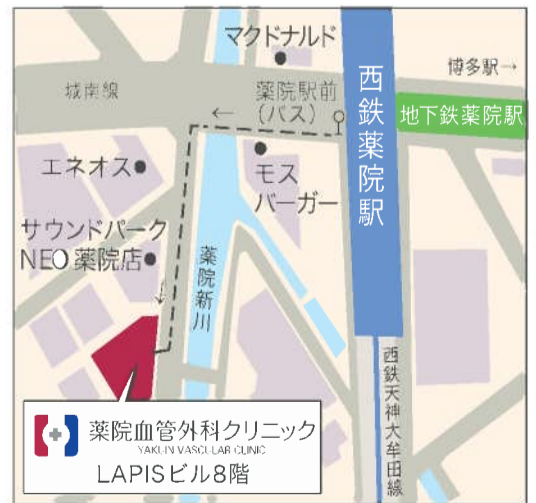 マクドナルド
博多駅→
城南線
薬院駅前
(バス)
←
西鉄薬院駅
地下鉄薬院駅
エネオス
モス
バーガー
サウンドパーク
NEO薬院店
↓
薬院新川
西鉄天神大牟田線
薬院血管外科クリニック
YAKUIN VASCULAR CLINIC
LAPISビル8階